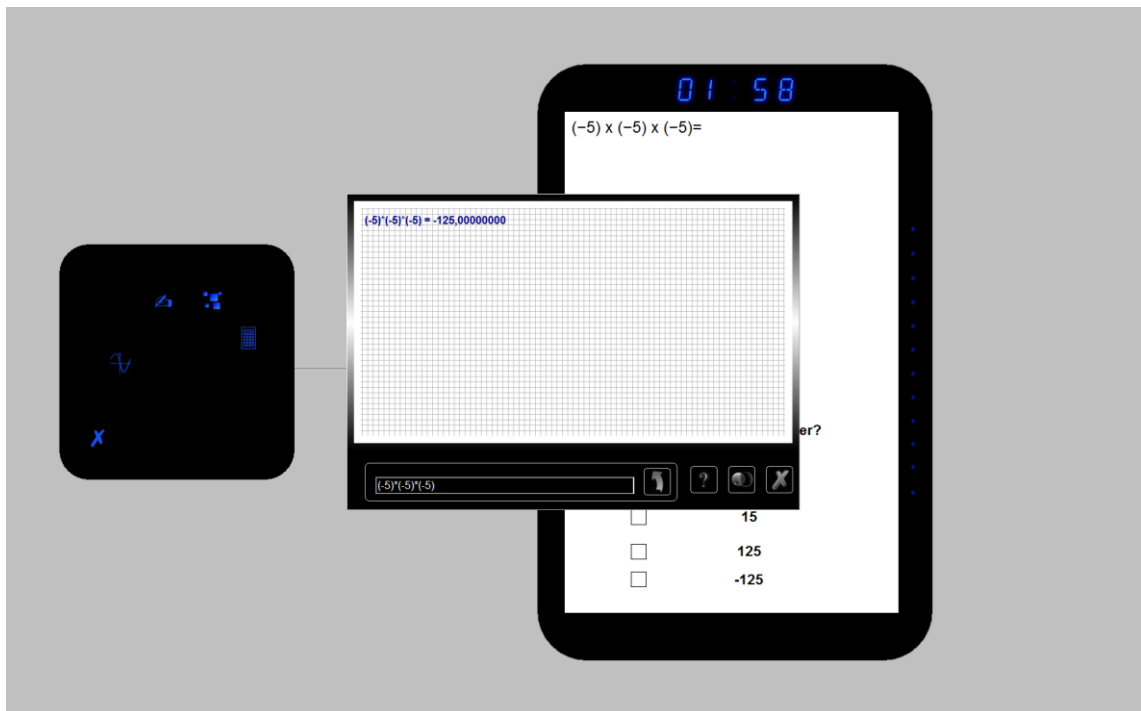 01 58
(−5) x (−5) x (−5)=
(-5)*(-5)*(-5) = -125,00000000
er?
(-5)*(-5)*(-5)
?
15
125
-125